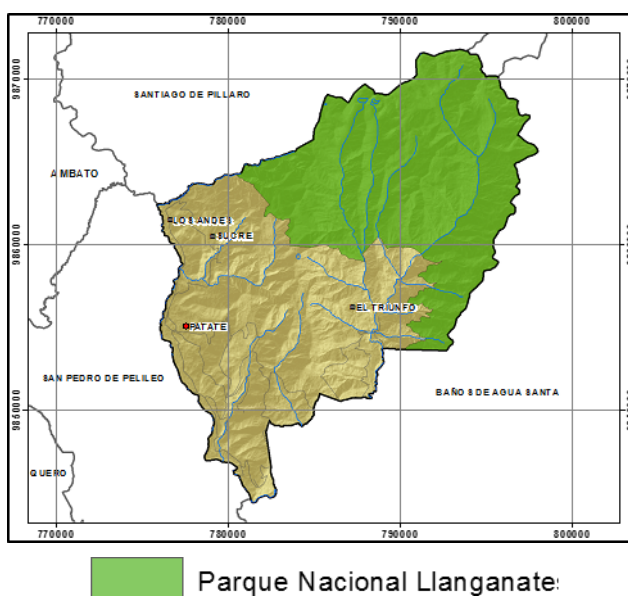 770000 780000 790000 800000
9870000
SANTIAGO DE PILLARO
AMBATO
LOS ANDES
SUCRE
9860000
EL TRIUNFO
PATATE
SAN PEDRO DE PELILEO
BAÑOS DE AGUA SANTA
9860000
QUERO
770000 780000 790000 800000
Parque Nacional Llanganates